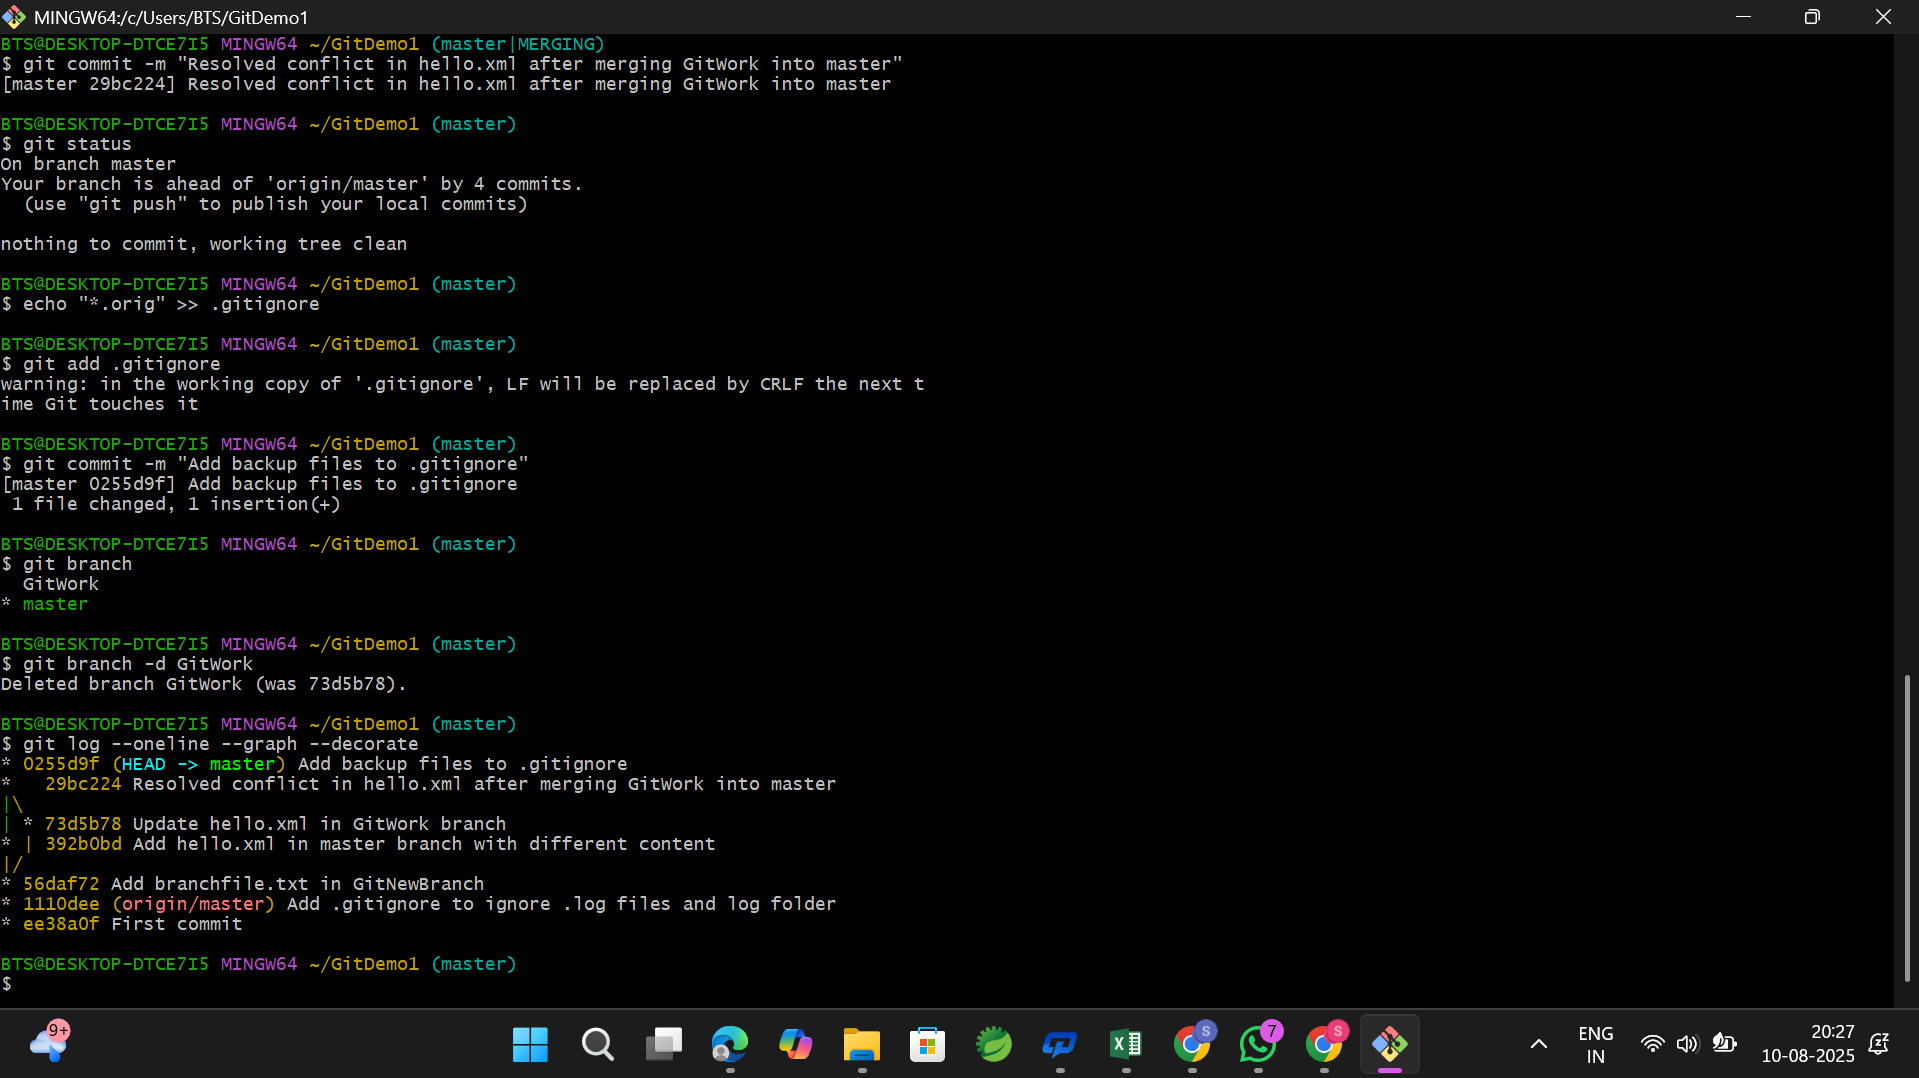 MINGW64:/c/Users/BTS/GitDemo1
BTS@DESKTOP-DTCE7I5 MINGW64 ~/GitDemo1 (master|MERGING)
$ git commit -m "Resolved conflict in hello.xml after merging GitWork into master"
[master 29bc224] Resolved conflict in hello.xml after merging GitWork into master
BTS@DESKTOP-DTCE7I5 MINGW64 ~/GitDemo1 (master)
$ git status
On branch master
Your branch is ahead of 'origin/master' by 4 commits.
  (use "git push" to publish your local commits)
nothing to commit, working tree clean
BTS@DESKTOP-DTCE7I5 MINGW64 ~/GitDemo1 (master)
$ echo "*.orig" >> .gitignore
BTS@DESKTOP-DTCE7I5 MINGW64 ~/GitDemo1 (master)
$ git add .gitignore
warning: in the working copy of '.gitignore', LF will be replaced by CRLF the next t
ime Git touches it
BTS@DESKTOP-DTCE7I5 MINGW64 ~/GitDemo1 (master)
$ git commit -m "Add backup files to .gitignore"
[master 0255d9f] Add backup files to .gitignore
 1 file changed, 1 insertion(+)
BTS@DESKTOP-DTCE7I5 MINGW64 ~/GitDemo1 (master)
$ git branch
  GitWork
* master
BTS@DESKTOP-DTCE7I5 MINGW64 ~/GitDemo1 (master)
$ git branch -d GitWork
Deleted branch GitWork (was 73d5b78).
BTS@DESKTOP-DTCE7I5 MINGW64 ~/GitDemo1 (master)
$ git log --oneline --graph --decorate
* 0255d9f (HEAD -> master) Add backup files to .gitignore
*   29bc224 Resolved conflict in hello.xml after merging GitWork into master
|\
| * 73d5b78 Update hello.xml in GitWork branch
* | 392b0bd Add hello.xml in master branch with different content
|/
* 56daf72 Add branchfile.txt in GitNewBranch
* 1110dee (origin/master) Add .gitignore to ignore .log files and log folder
* ee38a0f First commit
BTS@DESKTOP-DTCE7I5 MINGW64 ~/GitDemo1 (master)
$
9+
S
7
S
ENG
IN
20:27
10-08-2025